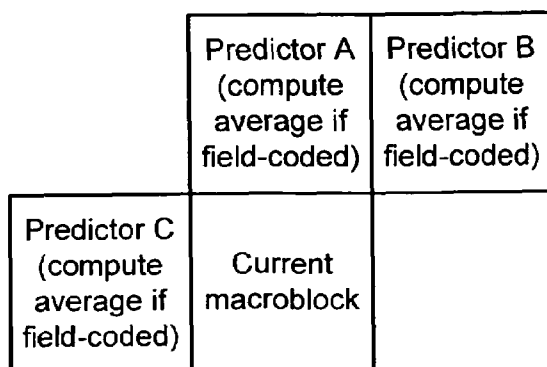 Predictor A
(compute
average if
field-coded)
Predictor B
(compute
average if
field-coded)
Predictor C
(compute
average if
field-coded)
Current
macroblock